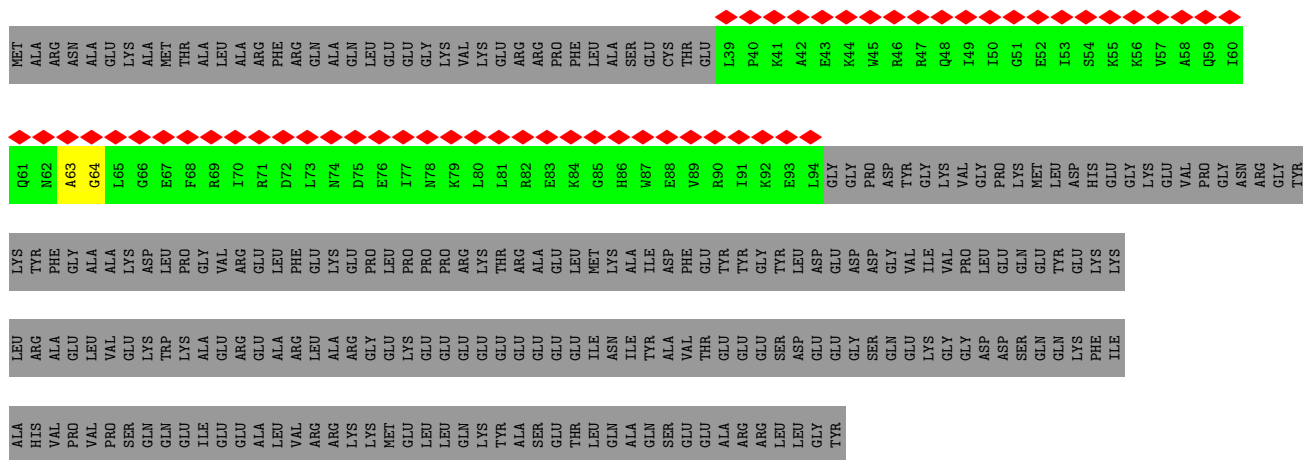 MET ALA ARG ASN ALA GLU LYS ALA MET THR ALA LEU ALA ARG PHE ARG GLN ALA GLN LEU GLU GLU GLY LYS VAL LYS GLU ARG ARG PRO PHE LEU ALA SER GLU CYS THR GLU L39 P40 K41 A42 E43 K44 W45 R46 R47 Q48 I49 I50 G51 E52 I53 S54 K55 K56 V57 A58 Q59 I60
Q61 N62 A63 G64 L65 G66 E67 F68 R69 I70 R71 D72 L73 N74 D75 E76 I77 N78 K79 L80 L81 R82 E83 K84 G85 H86 W87 E88 V89 R90 I91 K92 E93 L94 GLY GLY PRO ASP TYR GLY LYS VAL GLY PRO LYS MET LEU ASP HIS GLU GLY LYS GLU VAL PRO GLY ASN ARG GLY TYR
LYS TYR PHE GLY ALA ALA LYS ASP LEU PRO GLY VAL ARG GLU LEU PHE GLU LYS GLU PRO LEU PRO PRO PRO ARG LYS THR ARG ALA GLU LEU MET LYS ALA ILE ASP PHE GLU TYR TYR GLY TYR LEU ASP GLU ASP ASP GLY VAL ILE VAL PRO LEU GLU GLN GLU TYR GLU LYS LYS
LEU ARG ALA GLU LEU VAL GLU LYS TRP LYS ALA GLU ARG GLU ALA ARG LEU ALA ARG GLY GLU LYS GLU GLU GLU GLU GLU GLU GLU GLU GLU ILE ASN ILE TYR ALA VAL THR GLU GLU GLU SER ASP GLU GLU GLY SER GLN GLU LYS GLY GLY ASP ASP SER GLN GLN LYS PHE ILE
ALA HIS VAL PRO VAL PRO SER GLN GLN GLU ILE GLU GLU ALA LEU VAL ARG ARG LYS LYS MET GLU LEU LEU GLN LYS TYR ALA SER GLU THR LEU GLN ALA GLN SER GLU GLU ALA ARG ARG LEU LEU GLY TYR